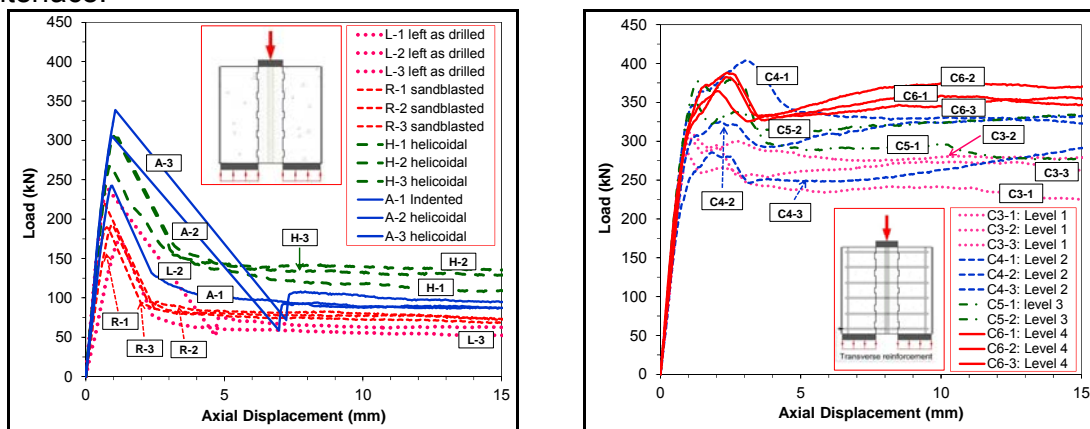 terface.
450
400
350
300
250
200
150
100
50
0
Load (kN)
0
5
10
15
Axial Displacement (mm)
L-1 left as drilled
L-2 left as drilled
L-3 left as drilled
R-1 sandblasted
R-2 sandblasted
R-3 sandblasted
H-1 helicoidal
H-2 helicoidal
H-3 helicoidal
A-1 Indented
A-2 helicoidal
A-3 helicoidal
A-3
A-2
H-3
H-2
L-2
A-1
H-1
R-1
R-3
R-2
L-3
450
400
350
300
250
200
150
100
50
0
Load (kN)
0
5
10
15
Axial Displacement (mm)
C4-1
C6-2
C6-1
C6-3
C5-2
C3-2
C5-1
C3-3
C4-2
C4-3
C3-1
Transverse reinforcement
C3-1: Level 1
C3-2: Level 1
C3-3: Level 1
C4-1: Level 2
C4-2: Level 2
C4-3: Level 2
C5-1: level 3
C5-2: Level 3
C6-1: Level 4
C6-2: Level 4
C6-3: Level 4